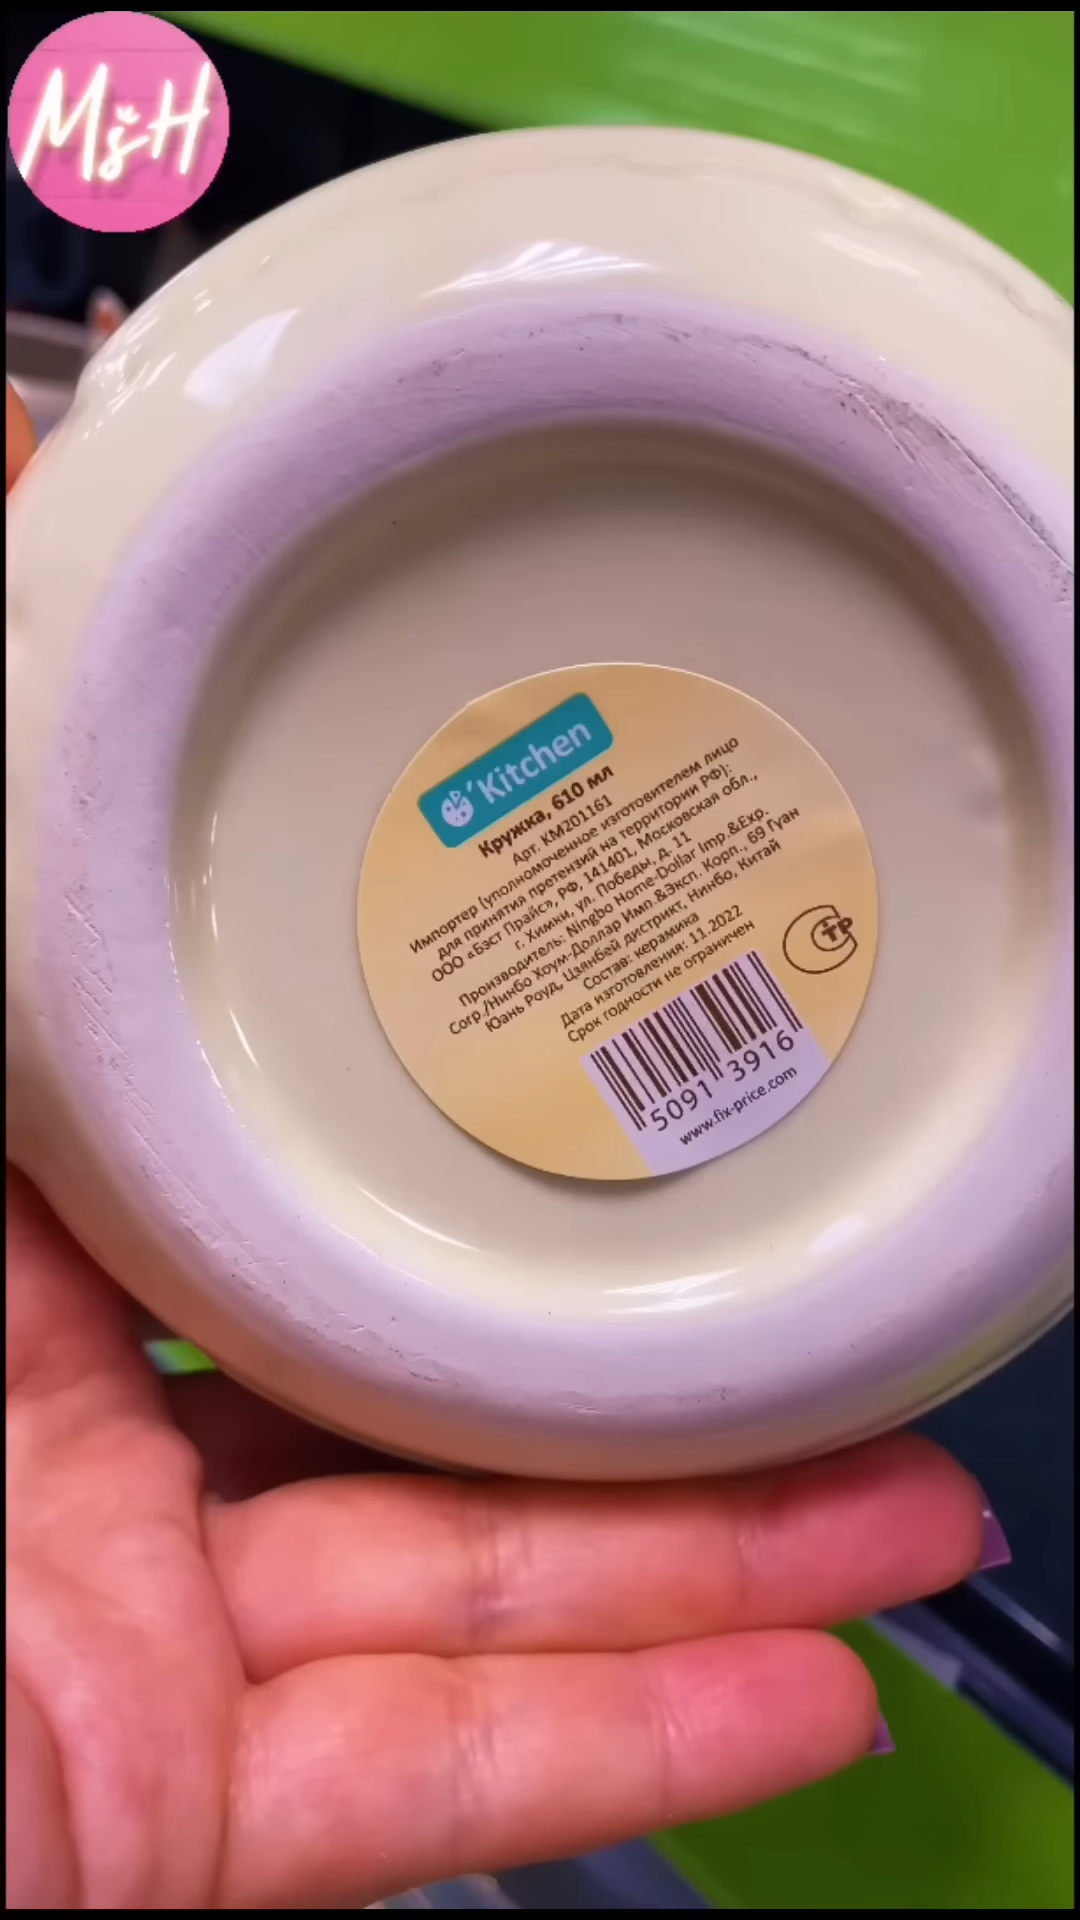 MsH
'Kitchen
Кружка, 610 мл
Арт. KM201161
Импортер (уполномоченное изготовителем лицо
для принятия претензий на территории РФ):
ООО «Бэст Прайс», РФ, 141401, Московская обл.,
г. Химки, ул. Победы, д. 11
Производитель: Ningbo Home-Dollar Imp.&Exp.
Corp./Нинбо Хоум-Доллар Имп.&Эксп. Корп., 69 Гуан
Юань Роуд, Цзянбей дистрикт, Нинбо, Китай
Состав: керамика
Дата изготовления: 11.2022
Срок годности не ограничен
СТР
5091 3916
www.fix-price.com